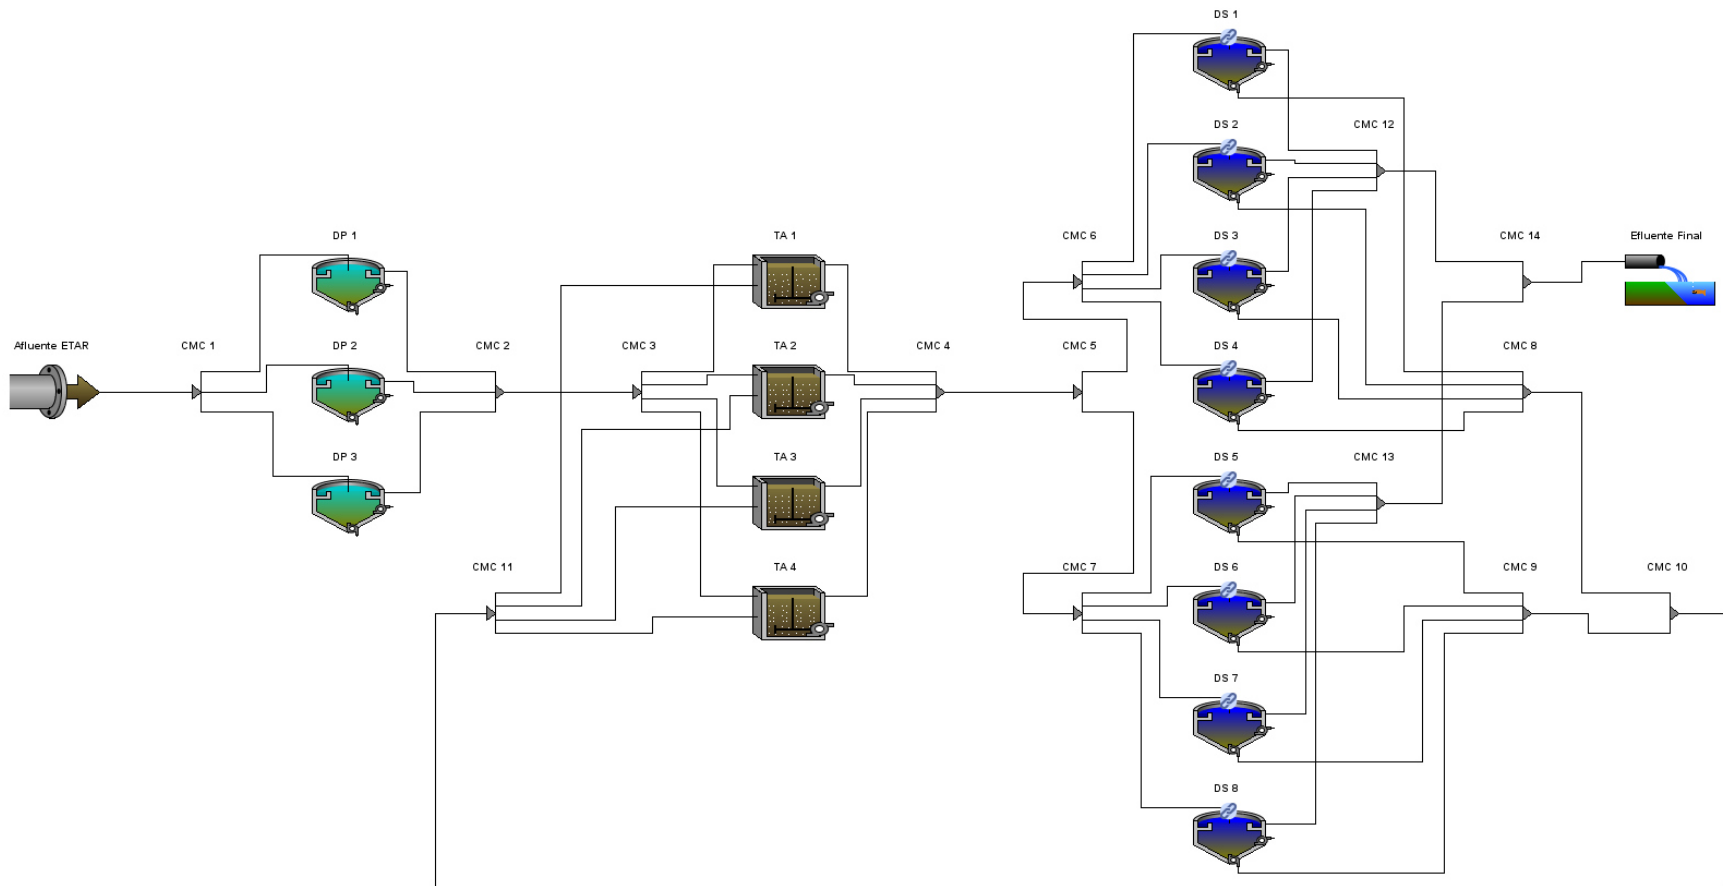 DS 1
DS 2
CMC 12
DP 1
TA 1
CMC 6
DS 3
CMC 14
Efluente Final
Afluente ETAR
CMC 1
DP 2
CMC 2
CMC 3
TA 2
CMC 4
CMC 5
DS 4
CMC 8
DP 3
TA 3
DS 5
CMC 13
CMC 11
TA 4
CMC 7
DS 6
CMC 9
CMC 10
DS 7
DS 8